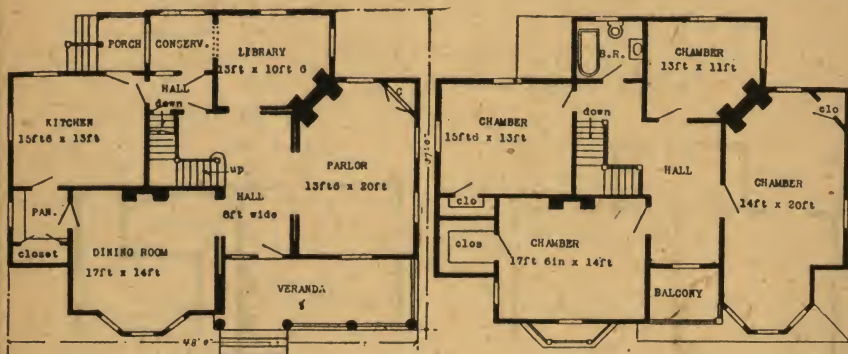 PORCH
CONSERV.
LIBRARY
13ft x 10ft 6
HALL
down
KITCHEN
15ft6 x 13ft
up
PARLOR
13ft6 x 20ft
HALL
8ft wide
PAN.
closet
DINING ROOM
17ft x 14ft
VERANDA
8
48'0"
37'0"
B.R.
CHAMBER
13ft x 11ft
clo
CHAMBER
15ft6 x 13ft
down
HALL
CHAMBER
14ft x 20ft
clo
clos
CHAMBER
17ft 6in x 14ft
BALCONY
C